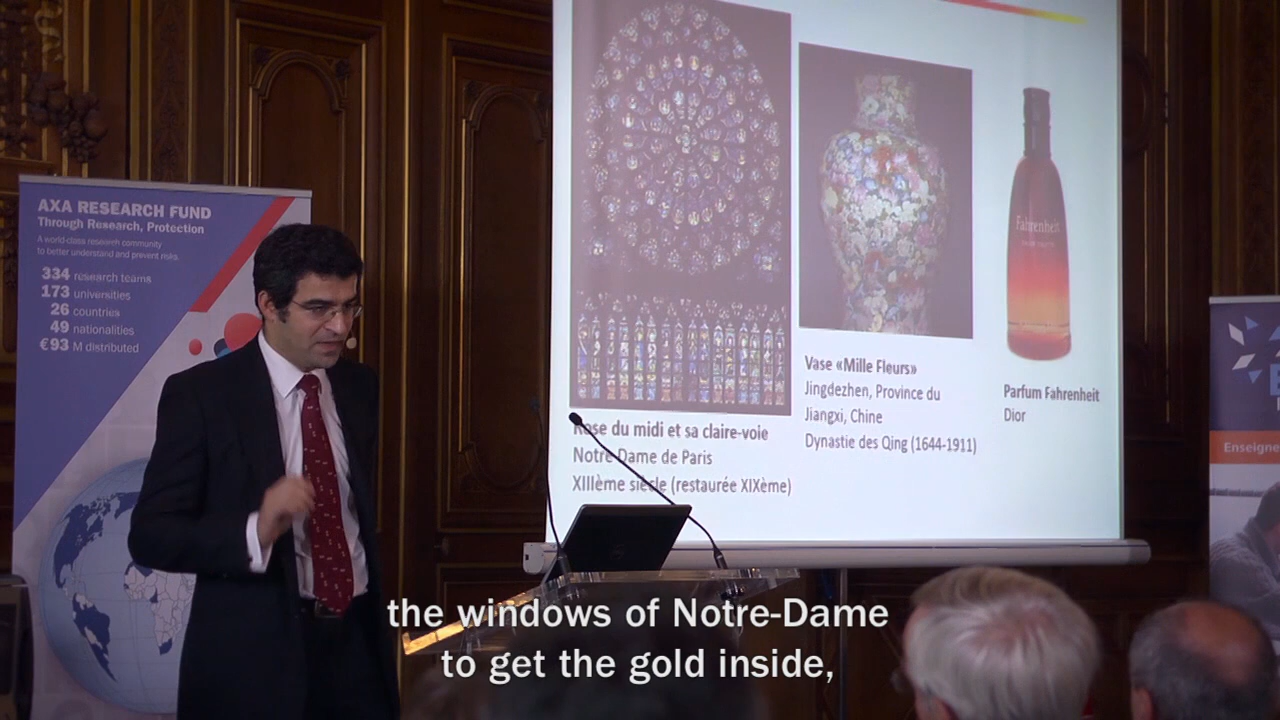 AXA RESEARCH FUND
Through Research, Protection
A world-class research community
to better understand and prevent risks.
334 research teams
173 universities
26 countries
49 nationalities
€93 M distributed
Fahrenheit
Rose du midi et sa claire-voie
Notre Dame de Paris
XIIIème siècle (restaurée XIXème)
Vase «Mille Fleurs»
Jingdezhen, Province du
Jiangxi, Chine
Dynastie des Qing (1644-1911)
Parfum Fahrenheit
Dior
the windows of Notre-Dame
to get the gold inside,